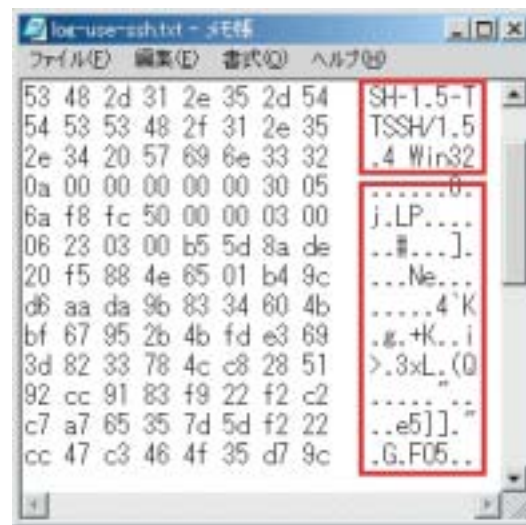 log-use-ssh.txt - メモ帳
ファイル(F) 編集(E) 書式(O) ヘルプ(H)
53 48 2d 31 2e 35 2d 54 SH-1.5-T
54 53 53 48 2f 31 2e 35 TSSH/1.5
2e 34 20 57 69 6e 33 32 .4 Win32
0a 00 00 00 00 00 30 05 ......0.
6a f8 fc 50 00 00 03 00 j.LP....
06 23 03 00 b5 5d 8a de ..#...].
20 f5 88 4e 65 01 b4 9c ...Ne...
d6 aa da 9b 83 34 60 4b .....4`K
bf 67 95 2b 4b fd e3 69 .g.+K..i
3d 82 33 78 4c c8 28 51 >.3xL.(Q
92 cc 91 83 f9 22 f2 c2 ....."..
c7 a7 65 35 7d 5d f2 22 ..e5]]."
cc 47 c3 46 4f 35 d7 9c .G.FO5..